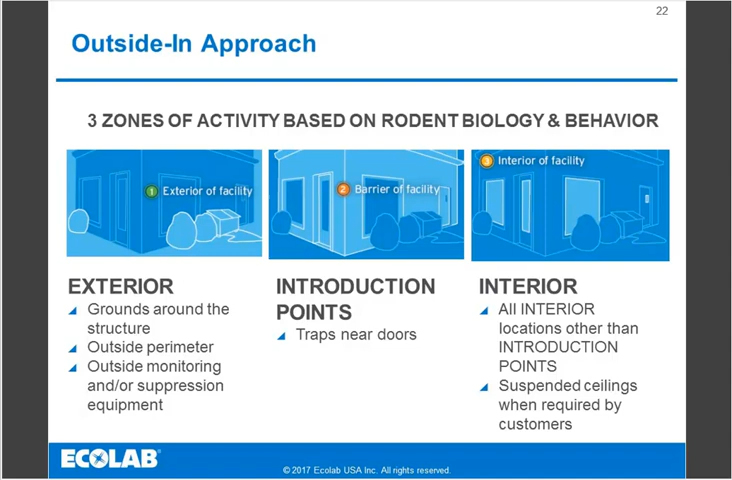 22
Outside-In Approach
3 ZONES OF ACTIVITY BASED ON RODENT BIOLOGY & BEHAVIOR
1 Exterior of facility
2 Barrier of facility
3 Interior of facility
EXTERIOR
Grounds around the
structure
Outside perimeter
Outside monitoring
and/or suppression
equipment
INTRODUCTION
POINTS
Traps near doors
INTERIOR
All INTERIOR
locations other than
INTRODUCTION
POINTS
Suspended ceilings
when required by
customers
ECOLAB®
© 2017 Ecolab USA Inc. All rights reserved.